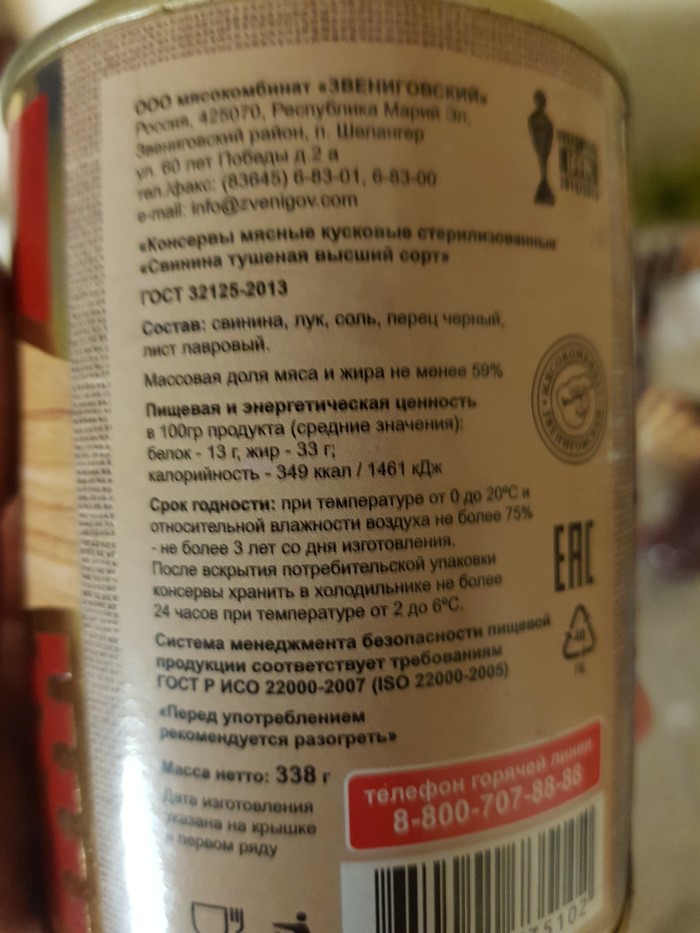 ООО мясокомбинат «ЗВЕНИГОВСКИЙ»
Россия, 425070, Республика Марий Эл,
Звениговский район, п. Шелангер
ул. 60 лет Победы д.2 а
тел./факс: (83645) 6-83-01, 6-83-00
e-mail: info@zvenigov.com
«Консервы мясные кусковые стерилизованные
«Свинина тушеная высший сорт»
ГОСТ 32125-2013
Состав: свинина, лук, соль, перец черный,
лист лавровый.
Массовая доля мяса и жира не менее 59%
Пищевая и энергетическая ценность
в 100гр продукта (средние значения):
белок - 13 г, жир - 33 г;
калорийность - 349 ккал / 1461 кДж
Срок годности: при температуре от 0 до 20°С и
относительной влажности воздуха не более 75%
- не более 3 лет со дня изготовления.
После вскрытия потребительской упаковки
консервы хранить в холодильнике не более
24 часов при температуре от 2 до 6°С.
EAC
Система менеджмента безопасности пищевой
продукции соответствует требованиям
ГОСТ Р ИСО 22000-2007 (ISO 22000-2005)
«Перед употреблением
рекомендуется разогреть»
Масса нетто: 338 г
Дата изготовления
указана на крышке
в первом ряду
телефон горячей линии
8-800-707-88-88